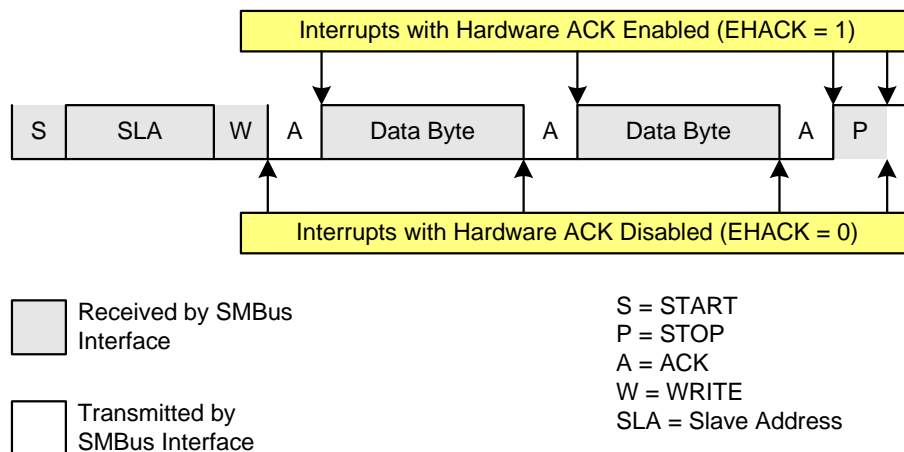 Interrupts with Hardware ACK Enabled (EHACK = 1)
S SLA W A Data Byte A Data Byte A P
Interrupts with Hardware ACK Disabled (EHACK = 0)
Received by SMBus
Interface
Transmitted by
SMBus Interface
S = START
P = STOP
A = ACK
W = WRITE
SLA = Slave Address